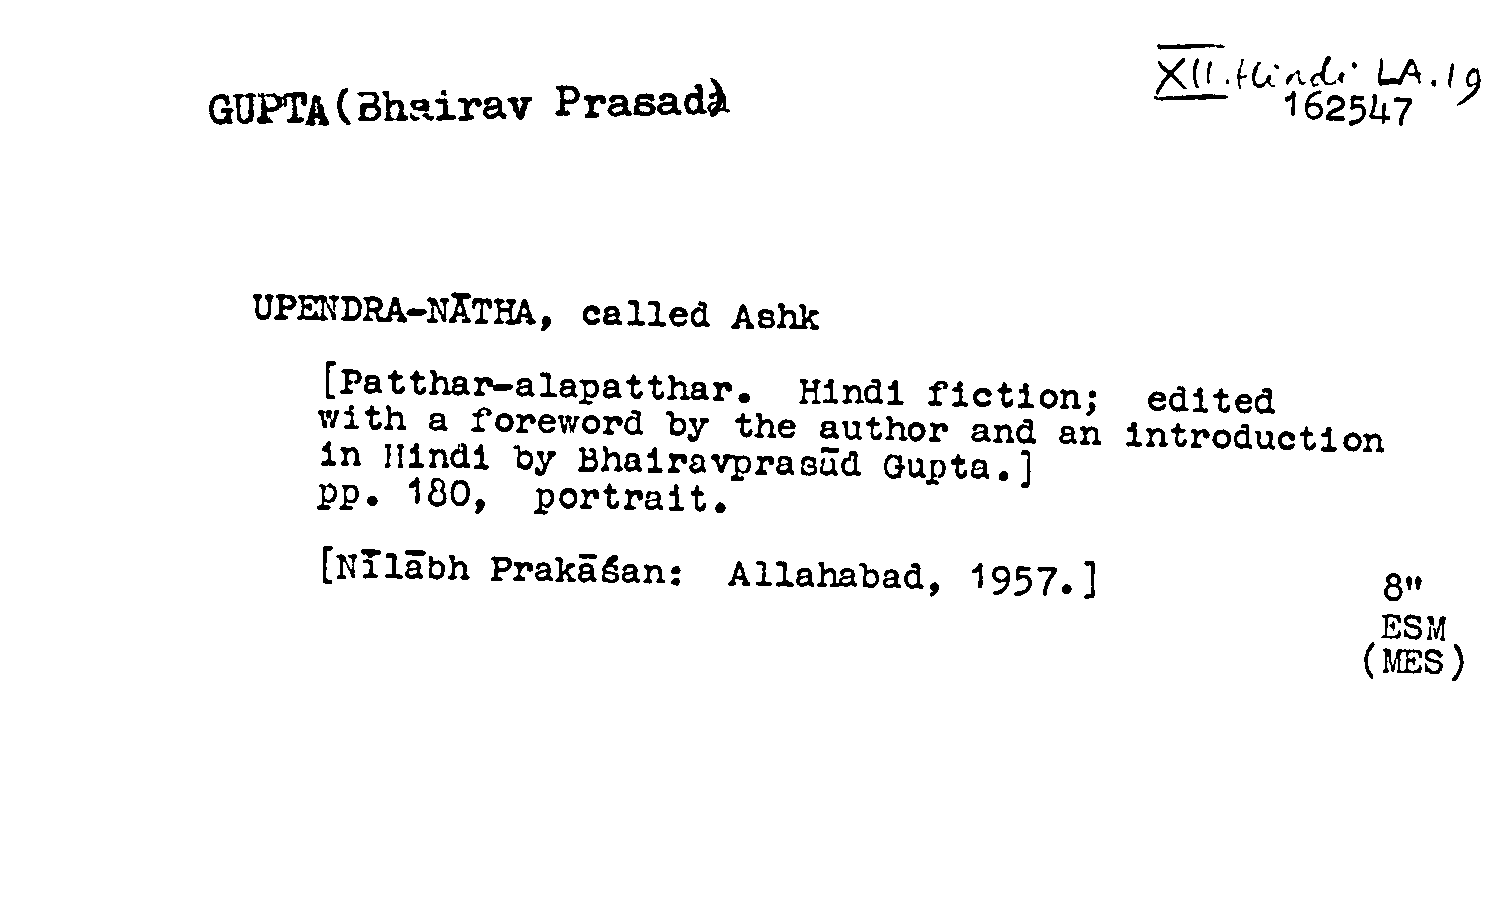 XII. Hindi LA.19
162547
GUPTA (Bhairav Prasad)
UPENDRA-NĀTHA, called Ashk
[Patthar-alapatthar. Hindi fiction; edited
with a foreword by the author and an introduction
in Hindi by Bhairavprasād Gupta.]
pp. 180, portrait.
[Nīlābh Prakāśan: Allahabad, 1957.]
8"
ESM
(MES)